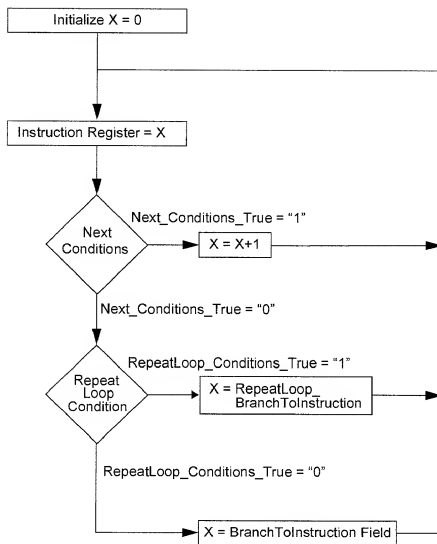 Initialize X = 0
Instruction Register = X
Next_Conditions_True = “1”
Next
Conditions
X = X+1
Next_Conditions_True = “0”
RepeatLoop_Conditions_True = “1”
Repeat
Loop
Condition
X = RepeatLoop_
BranchToInstruction
RepeatLoop_Conditions_True = “0”
X = BranchToInstruction Field